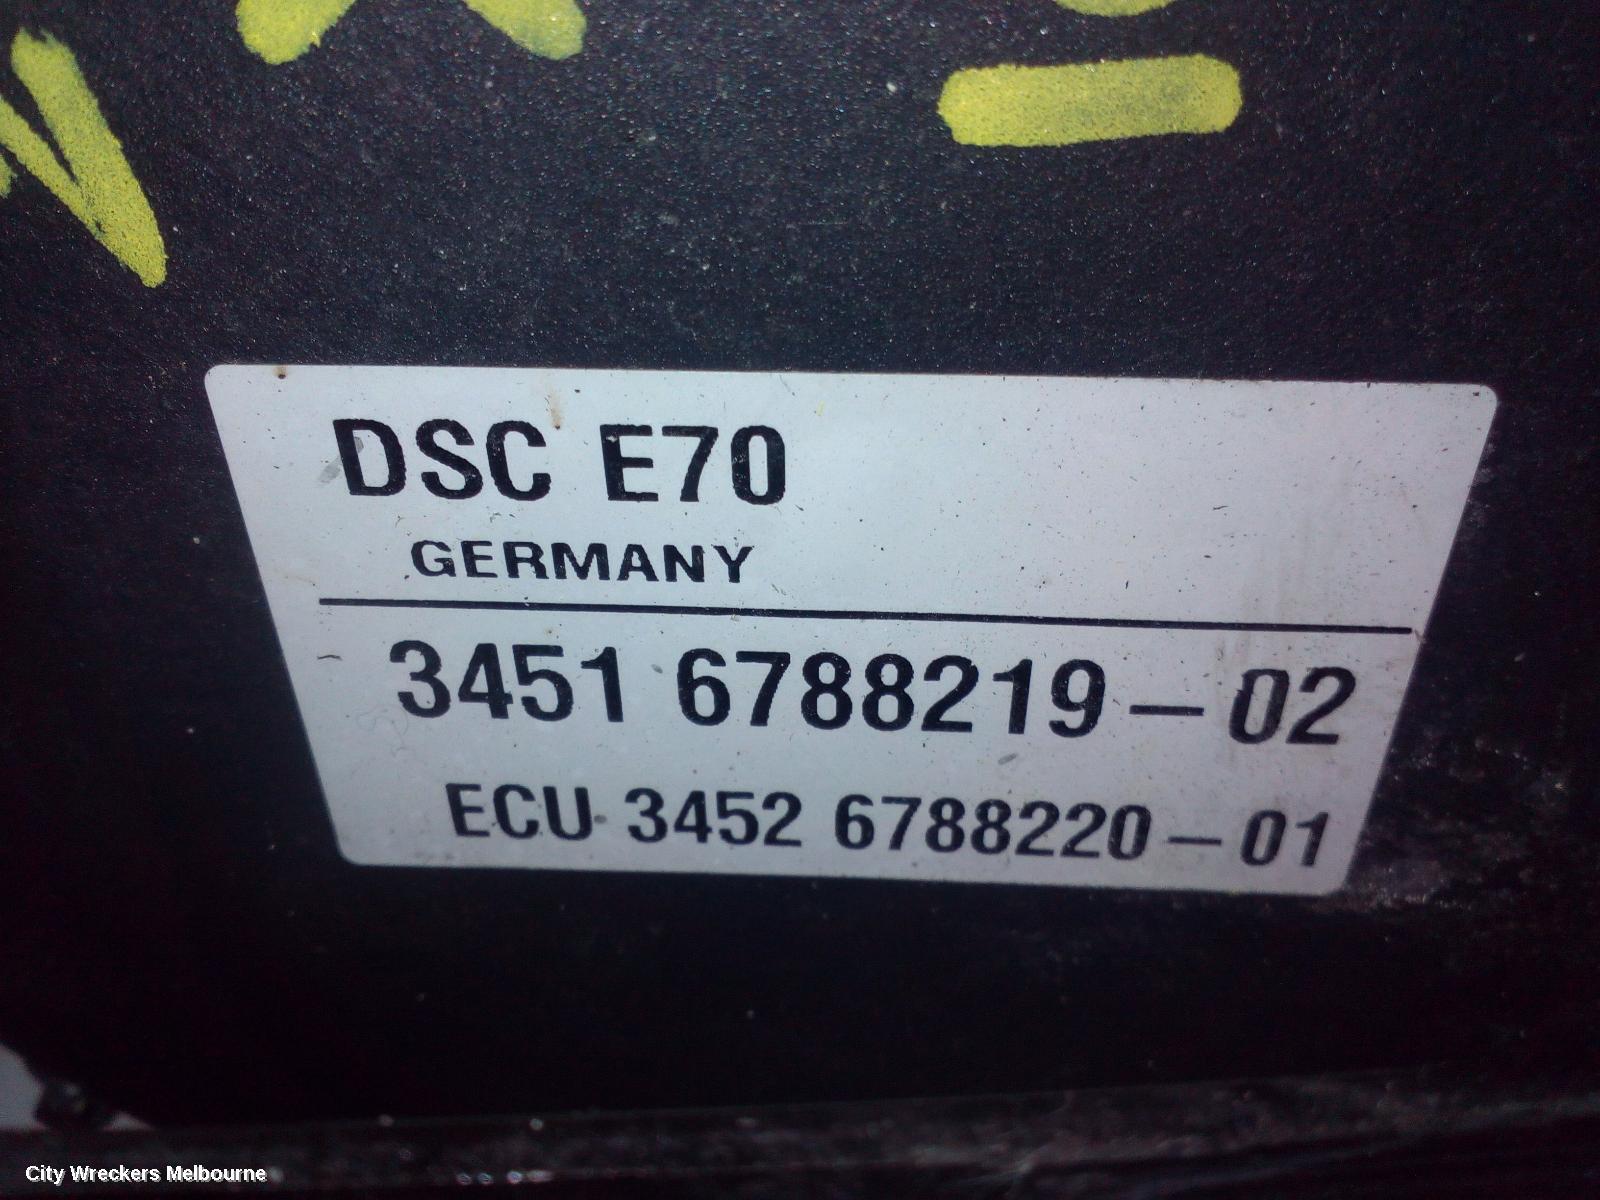 DSC E70
GERMANY
3451 6788219-02
ECU 3452 6788220-01
City Wreckers Melbourne